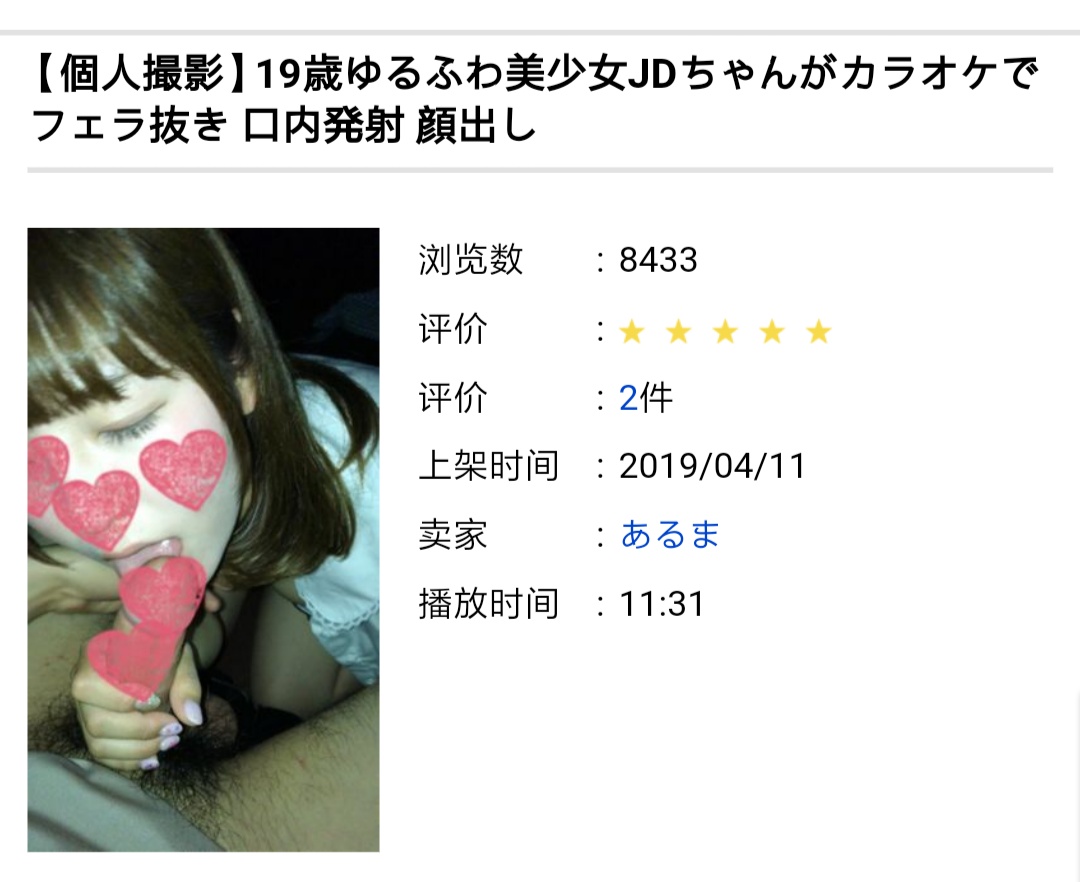 【個人撮影】19歳ゆるふわ美少女JDちゃんがカラオケで
フェラ抜き 口内発射 顔出し
浏览数 : 8433
评价 : ★ ★ ★ ★ ★
评价 : 2件
上架时间 : 2019/04/11
卖家 : あるま
播放时间 : 11:31